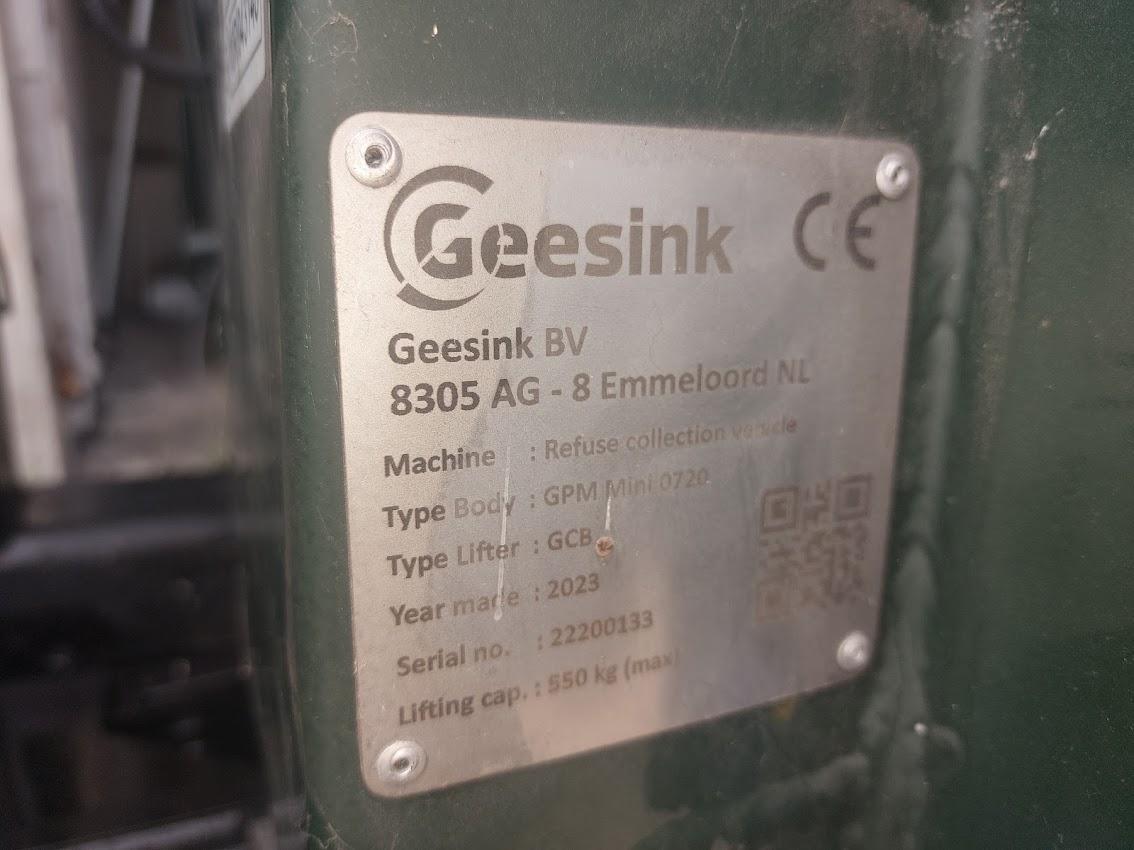 Geesink
CE
Geesink BV
8305 AG - 8 Emmeloord NL
Machine : Refuse collection vehicle
Type Body : GPM Mini 0720
Type Lifter : GCB
Year made : 2023
Serial no. : 22200133
Lifting cap. : 550 kg (max)